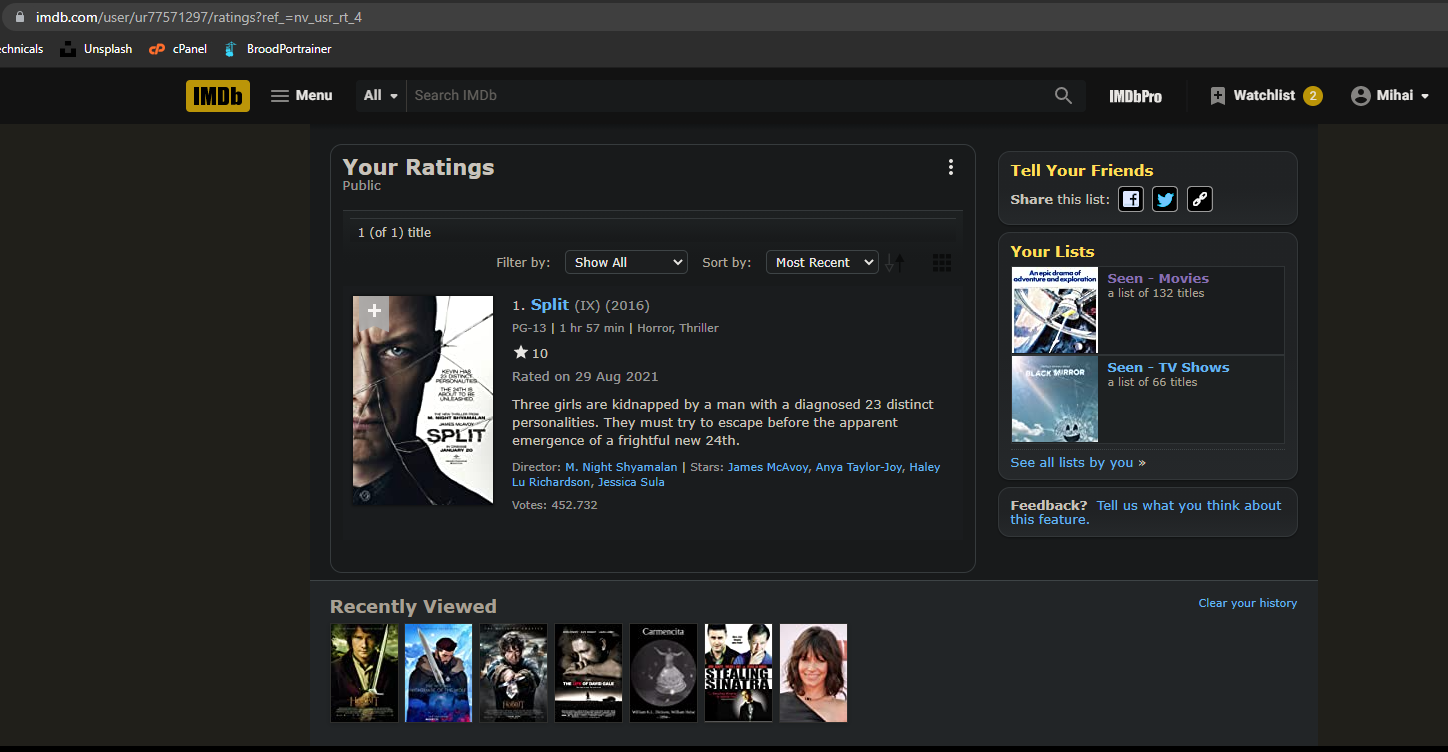 imdb.com/user/ur77571297/ratings?ref_=nv_usr_rt_4
echnicals Unsplash cPanel BroodPortrainer
IMDb Menu All Search IMDb IMDbPro Watchlist 2 Mihai
Your Ratings
Public
1 (of 1) title
Filter by: Show All Sort by: Most Recent
1. Split (IX) (2016)
PG-13 | 1 hr 57 min | Horror, Thriller
10
Rated on 29 Aug 2021
Three girls are kidnapped by a man with a diagnosed 23 distinct
personalities. They must try to escape before the apparent
emergence of a frightful new 24th.
Director: M. Night Shyamalan | Stars: James McAvoy, Anya Taylor-Joy, Haley
Lu Richardson, Jessica Sula
Votes: 452.732
KEVIN HAS
23 DISTINCT
PERSONALITIES.
THE 24TH IS
ABOUT TO BE
UNLEASHED.
M. NIGHT SHYAMALAN
JAMES McAVOY
SPLIT
IN CINEMAS
JANUARY 20
Tell Your Friends
Share this list:
Your Lists
An epic drama of
adventure and exploration
Seen - Movies
a list of 132 titles
BLACK MIRROR
Seen - TV Shows
a list of 66 titles
See all lists by you »
Feedback? Tell us what you think about
this feature.
Recently Viewed
Clear your history
HOBBIT
HOBBIT
THE LIFE OF DAVID GALE
Carmencita
STEALING
SINATRA